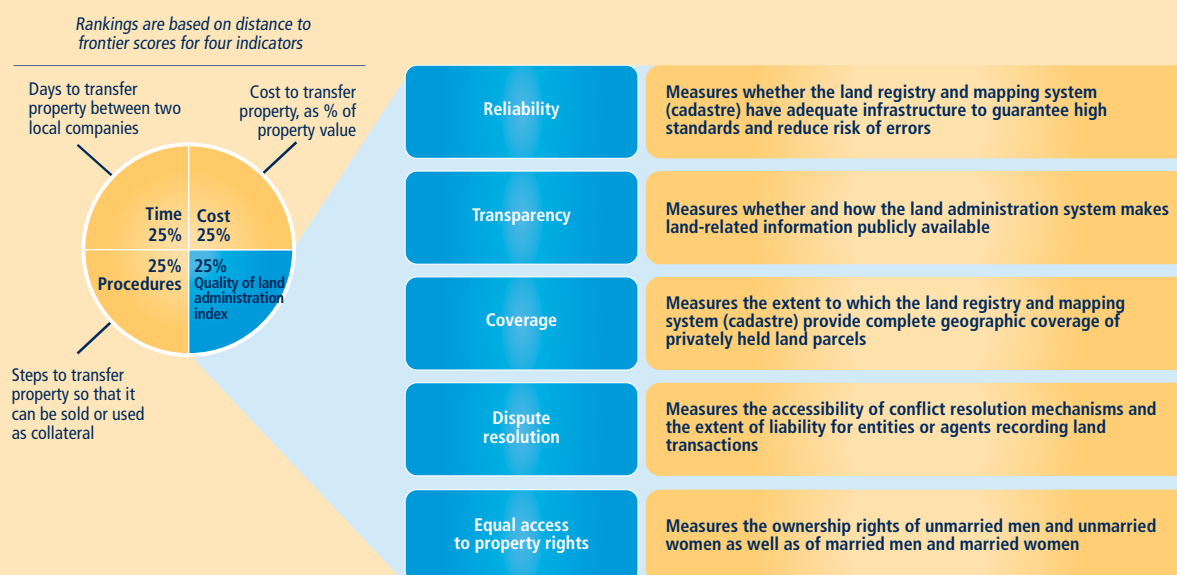 Rankings are based on distance to
frontier scores for four indicators
Days to transfer
property between two
local companies
Cost to transfer
property, as % of
property value
Time
25%
Cost
25%
25%
Procedures
25%
Quality of land
administration
index
Steps to transfer
property so that it
can be sold or used
as collateral
Reliability
Measures whether the land registry and mapping system
(cadastre) have adequate infrastructure to guarantee high
standards and reduce risk of errors
Transparency
Measures whether and how the land administration system makes
land-related information publicly available
Coverage
Measures the extent to which the land registry and mapping
system (cadastre) provide complete geographic coverage of
privately held land parcels
Dispute
resolution
Measures the accessibility of conflict resolution mechanisms and
the extent of liability for entities or agents recording land
transactions
Equal access
to property rights
Measures the ownership rights of unmarried men and unmarried
women as well as of married men and married women